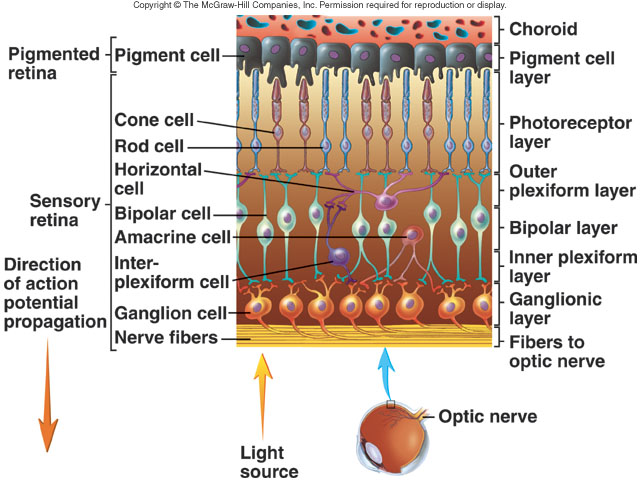 Copyright © The McGraw-Hill Companies, Inc. Permission required for reproduction or display.
Pigmented
retina
Sensory
retina
Direction
of action
potential
propagation
Pigment cell
Cone cell
Rod cell
Horizontal
cell
Bipolar cell
Amacrine cell
Inter-
plexiform cell
Ganglion cell
Nerve fibers
Choroid
Pigment cell
layer
Photoreceptor
layer
Outer
plexiform layer
Bipolar layer
Inner plexiform
layer
Ganglionic
layer
Fibers to
optic nerve
Light
source
Optic nerve